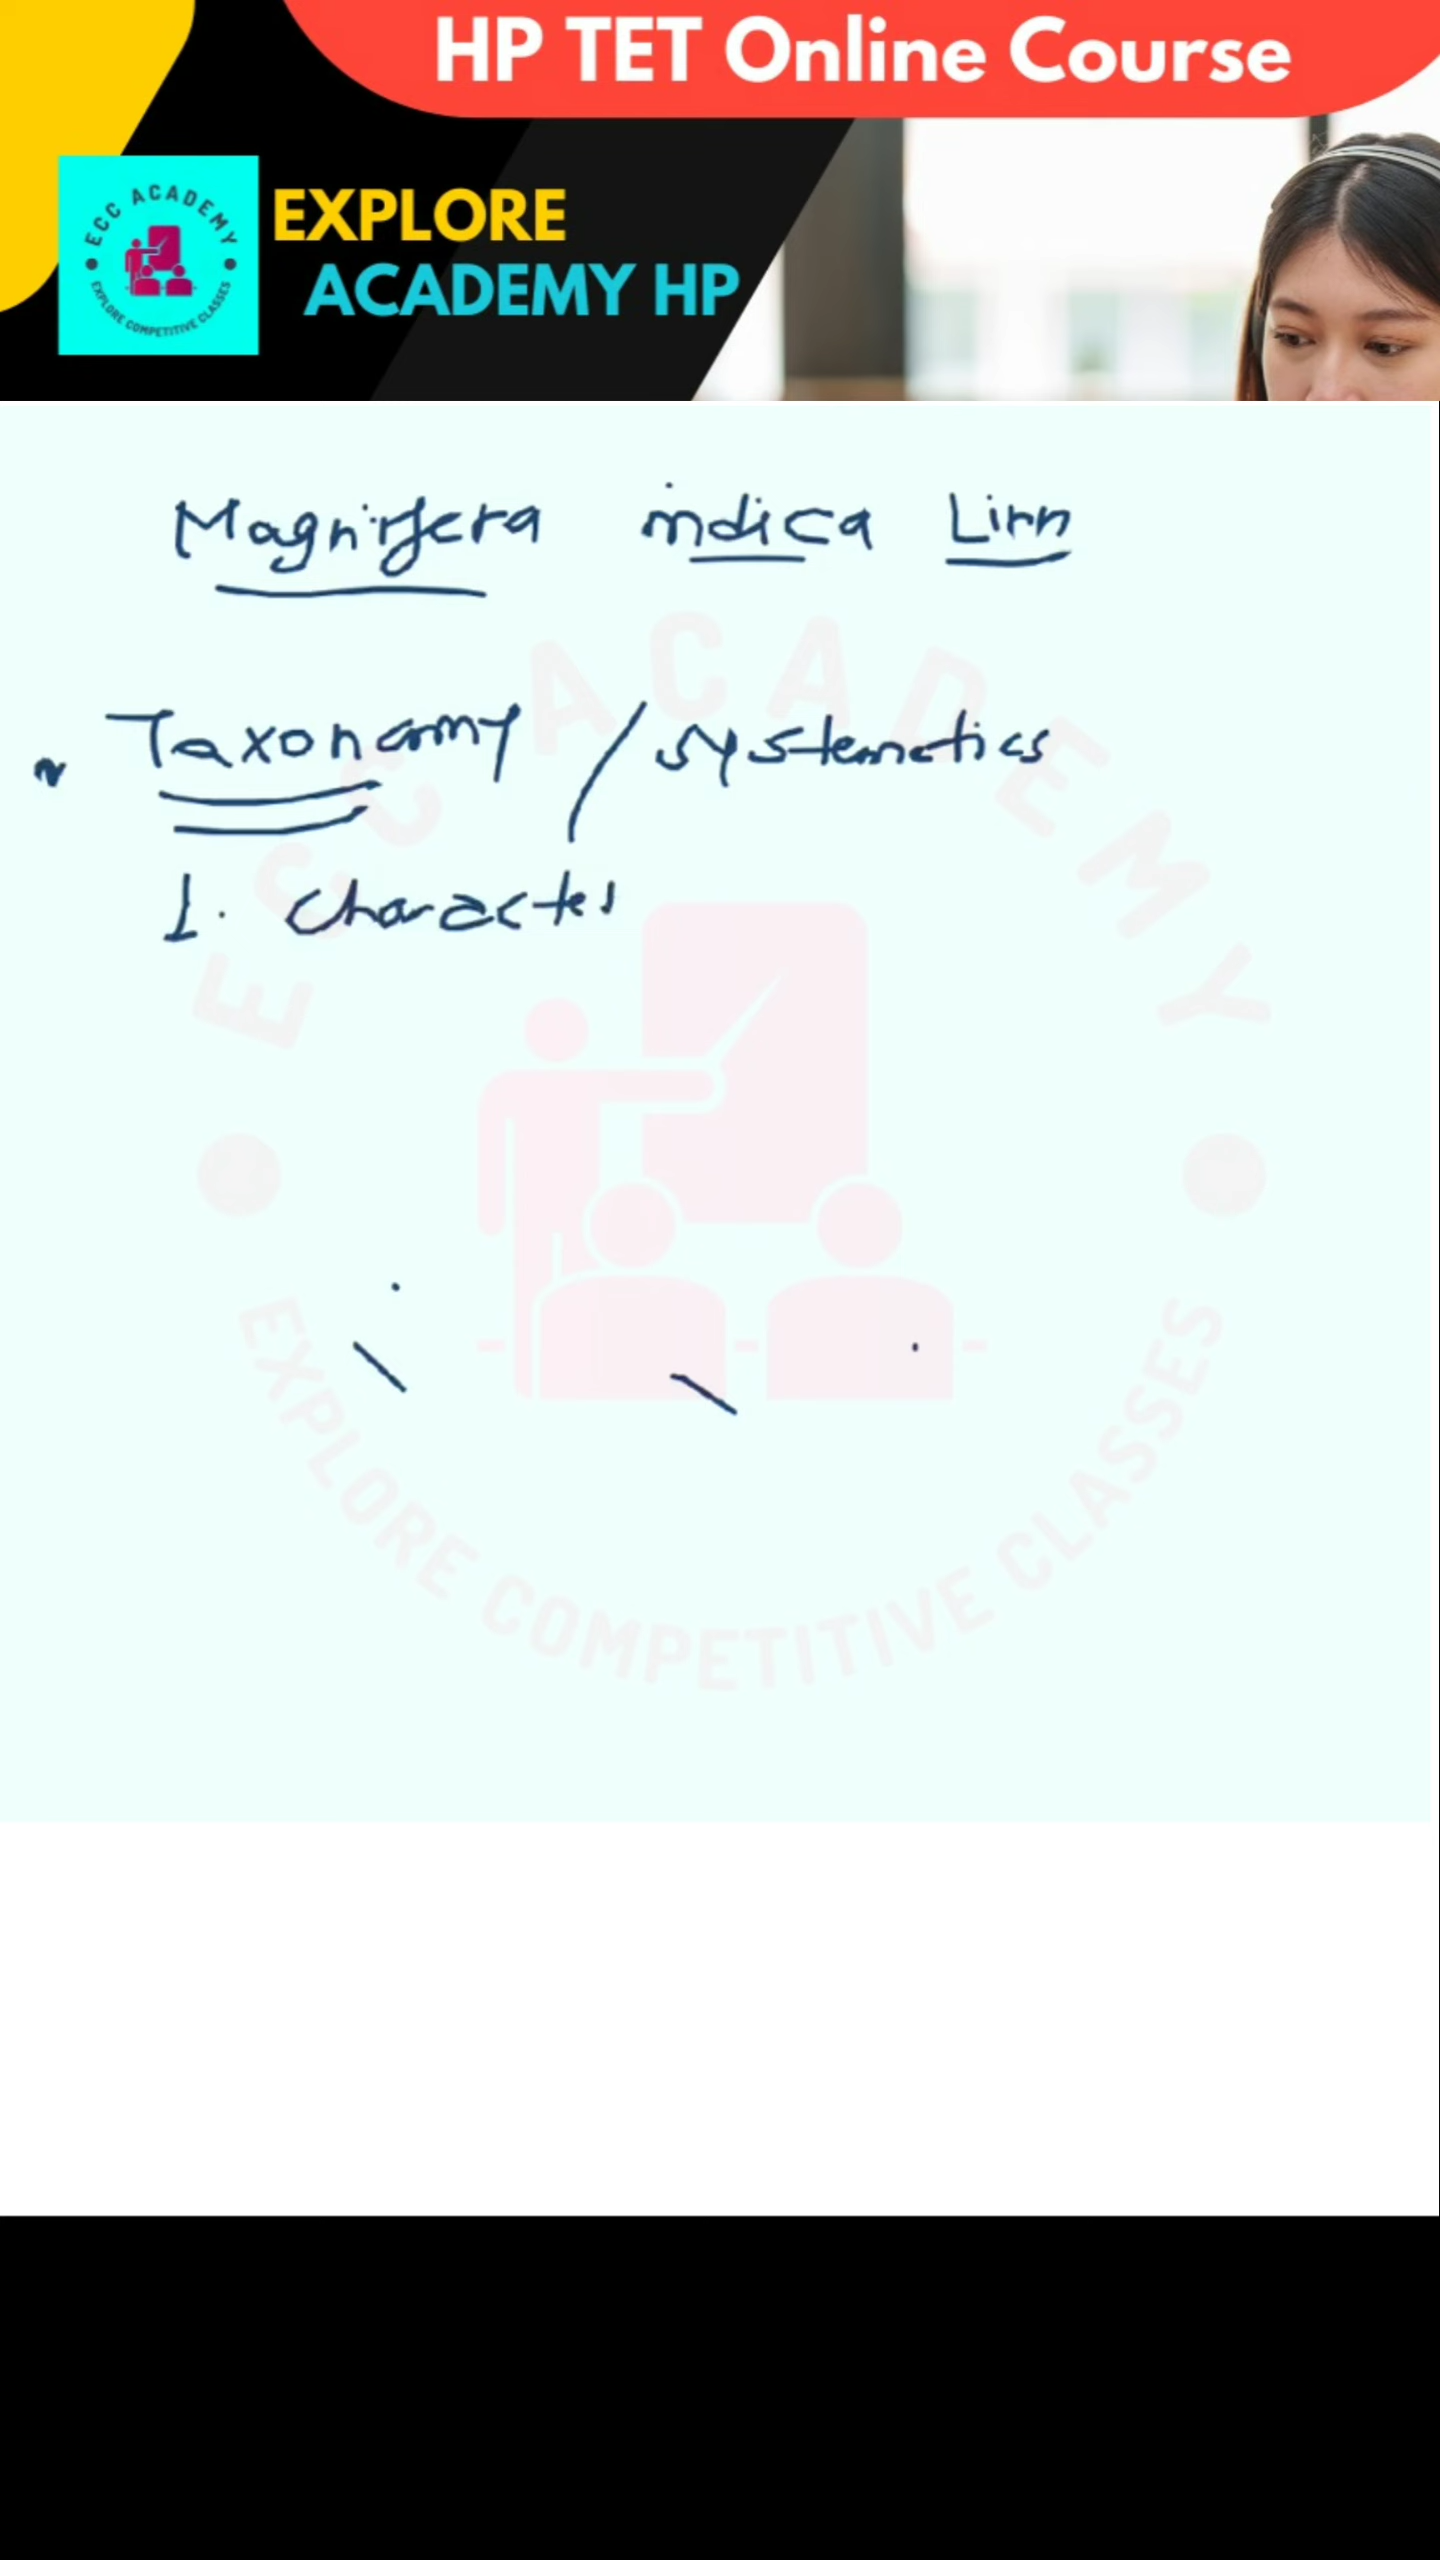 HP TET Online Course
ECC ACADEMY
EXPLORE COMPETITIVE CLASSES
EXPLORE
ACADEMY HP
Magnifera indica Linn
Taxonomy / systematics
1. Character
ECC ACADEMY
EXPLORE COMPETITIVE CLASSES